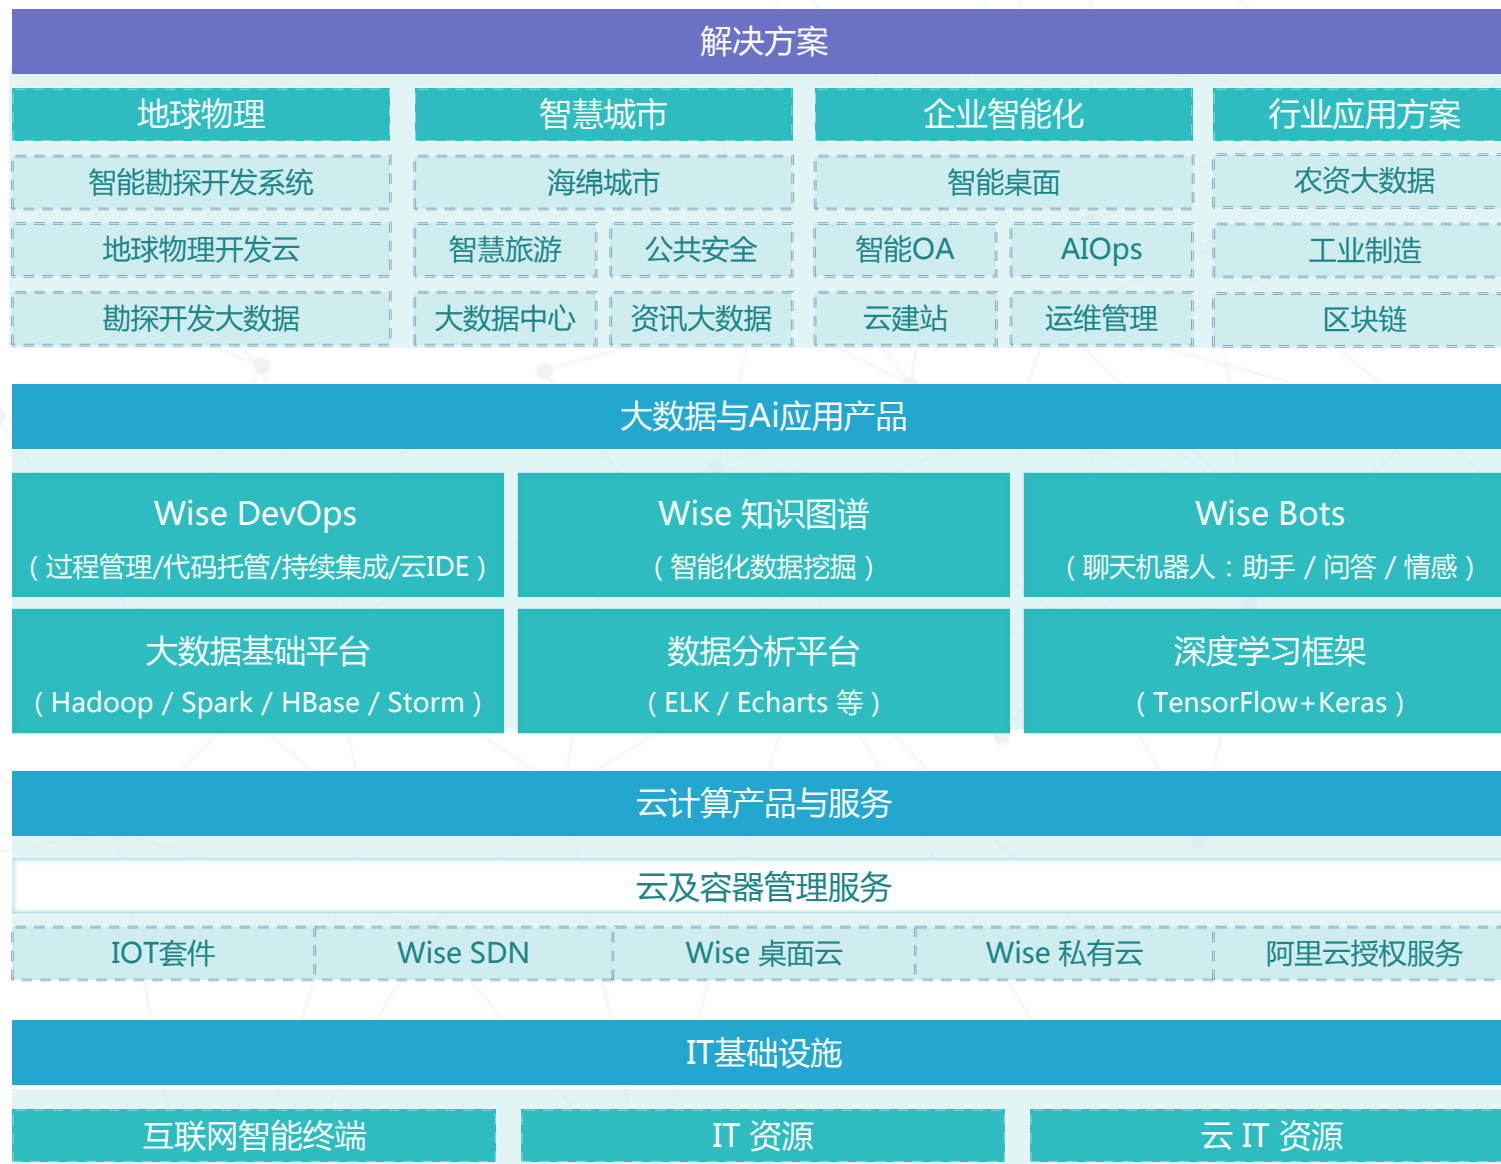 解决方案
地球物理 智慧城市 企业智能化 行业应用方案
智能勘探开发系统 海绵城市 智能桌面 农资大数据
地球物理开发云 智慧旅游 公共安全 智能OA AIOps 工业制造
勘探开发大数据 大数据中心 资讯大数据 云建站 运维管理 区块链
大数据与Ai应用产品
Wise DevOps Wise 知识图谱 Wise Bots
（过程管理/代码托管/持续集成/云IDE） （智能化数据挖掘） （聊天机器人：助手 / 问答 / 情感）
大数据基础平台 数据分析平台 深度学习框架
（Hadoop / Spark / HBase / Storm） （ELK / Echarts 等） （TensorFlow+Keras）
云计算产品与服务
云及容器管理服务
IOT套件 Wise SDN Wise 桌面云 Wise 私有云 阿里云授权服务
IT基础设施
互联网智能终端 IT 资源 云 IT 资源